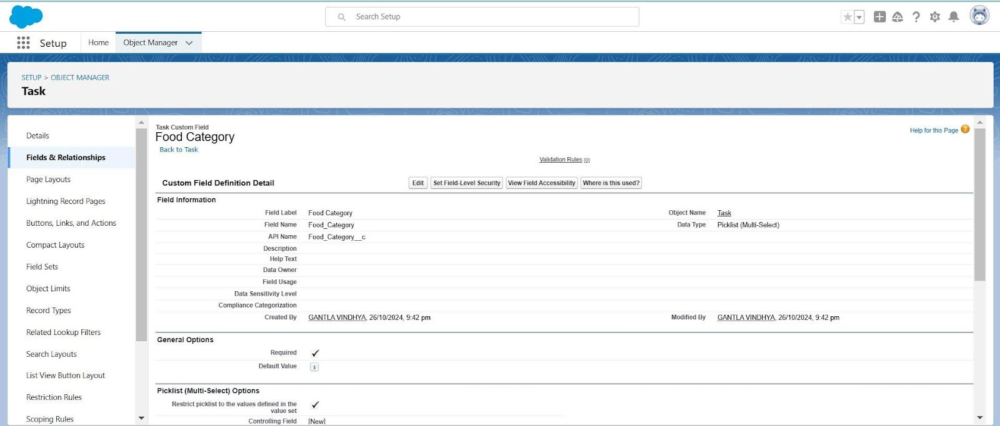 Search Setup
Setup
Home
Object Manager
SETUP > OBJECT MANAGER
Task
Details
Fields & Relationships
Page Layouts
Lightning Record Pages
Buttons, Links, and Actions
Compact Layouts
Field Sets
Object Limits
Record Types
Related Lookup Filters
Search Layouts
List View Button Layout
Restriction Rules
Scoping Rules
Task Custom Field
Food Category
Back to Task
Help for this Page ?
Validation Rules [0]
Custom Field Definition Detail
Edit Set Field-Level Security View Field Accessibility Where is this used?
Field Information
Field Label Food Category Object Name Task
Field Name Food_Category Data Type Picklist (Multi-Select)
API Name Food_Category__c
Description
Help Text
Data Owner
Field Usage
Data Sensitivity Level
Compliance Categorization
Created By GANTLA VINDHYA, 26/10/2024, 9:42 pm Modified By GANTLA VINDHYA, 26/10/2024, 9:42 pm
General Options
Required ✓
Default Value i
Picklist (Multi-Select) Options
Restrict picklist to the values defined in the ✓
value set
Controlling Field [New]